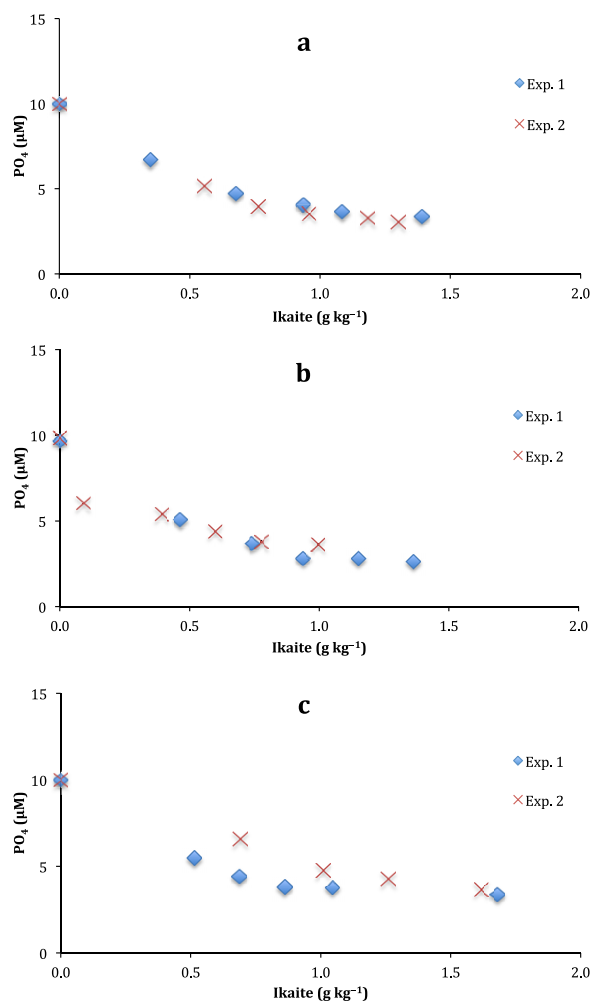 a
15
10
5
0
PO₄ (µM)
Exp. 1
Exp. 2
0.0 0.5 1.0 1.5 2.0
Ikaite (g kg⁻¹)
b
15
10
5
0
PO₄ (µM)
Exp. 1
Exp. 2
0.0 0.5 1.0 1.5 2.0
Ikaite (g kg⁻¹)
c
15
10
5
0
PO₄ (µM)
Exp. 1
Exp. 2
0.0 0.5 1.0 1.5 2.0
Ikaite (g kg⁻¹)